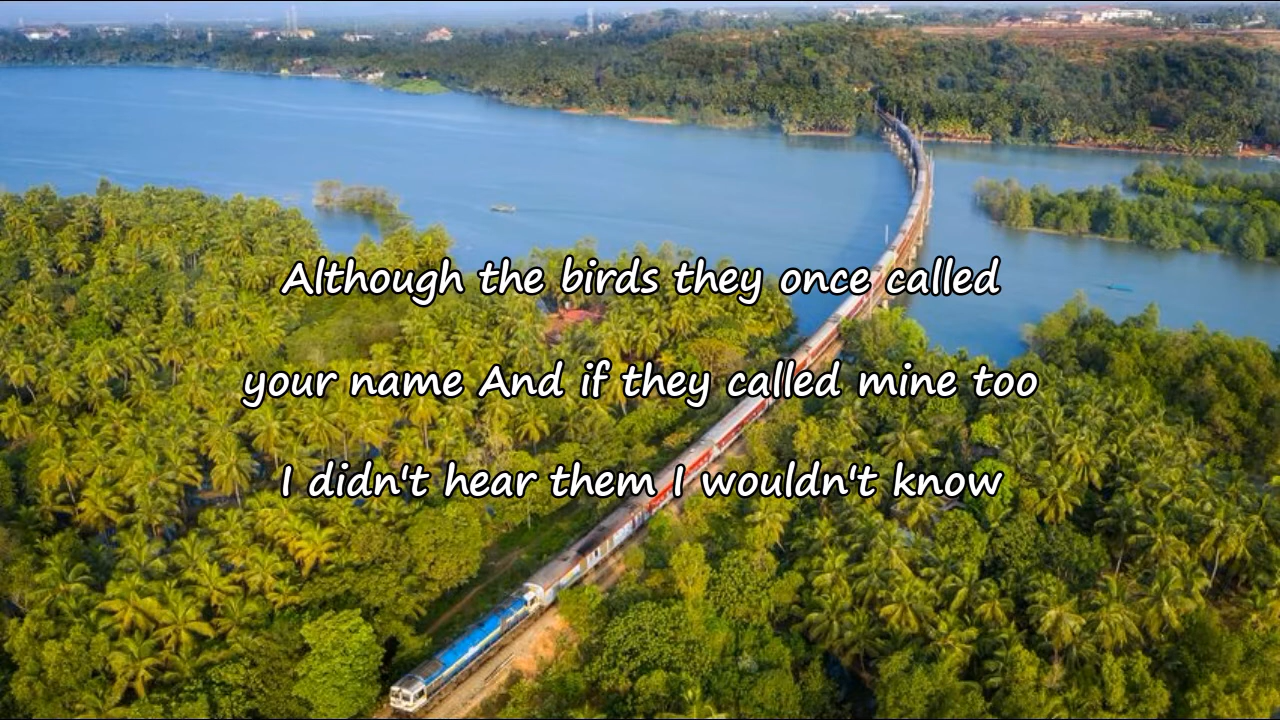 Although the birds they once called
your name And if they called mine too
I didn't hear them I wouldn't know